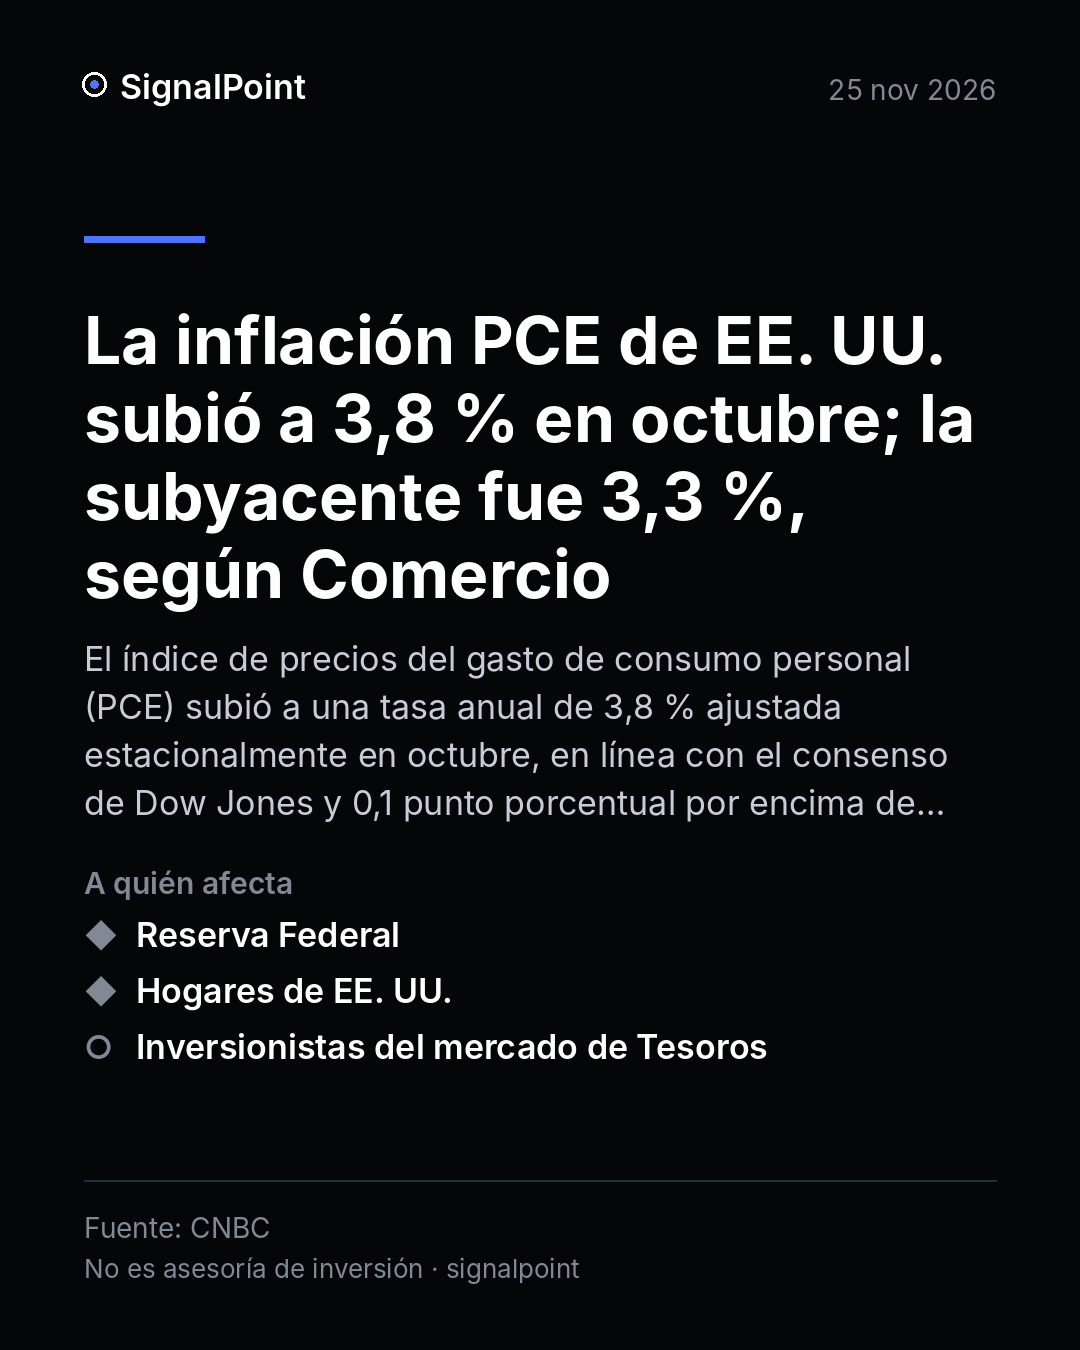 SignalPoint
25 nov 2026
La inflación PCE de EE. UU.
subió a 3,8 % en octubre; la
subyacente fue 3,3 %,
según Comercio
El índice de precios del gasto de consumo personal
(PCE) subió a una tasa anual de 3,8 % ajustada
estacionalmente en octubre, en línea con el consenso
de Dow Jones y 0,1 punto porcentual por encima de...
A quién afecta
Reserva Federal
Hogares de EE. UU.
Inversionistas del mercado de Tesoros
Fuente: CNBC
No es asesoría de inversión · signalpoint